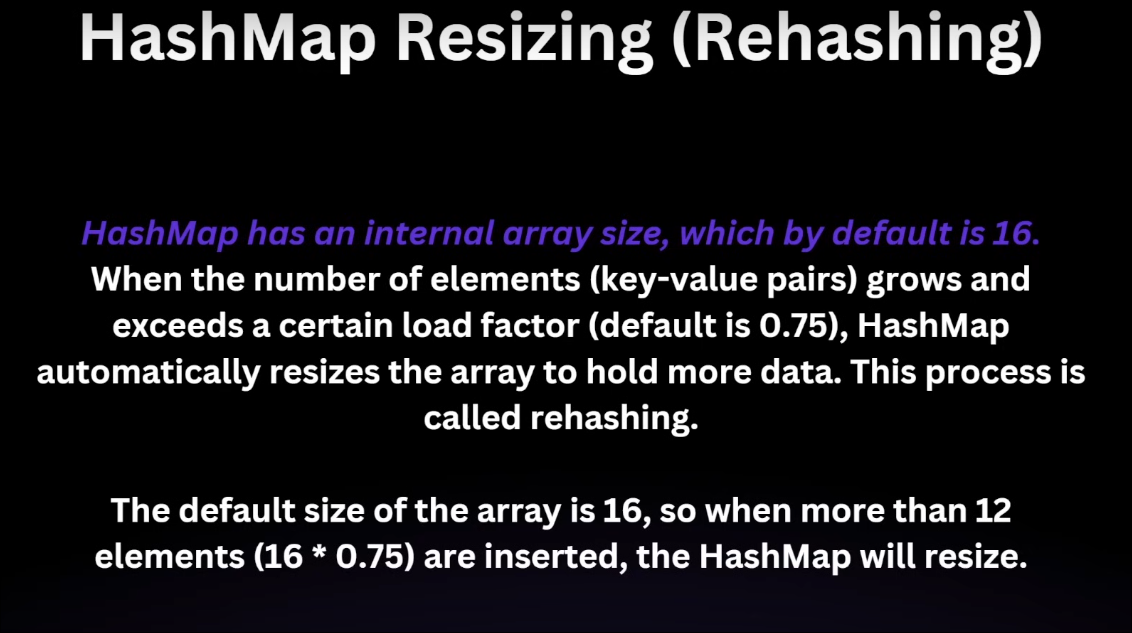 HashMap Resizing (Rehashing)
HashMap has an internal array size, which by default is 16.
When the number of elements (key-value pairs) grows and
exceeds a certain load factor (default is 0.75), HashMap
automatically resizes the array to hold more data. This process is
called rehashing.
The default size of the array is 16, so when more than 12
elements (16 * 0.75) are inserted, the HashMap will resize.